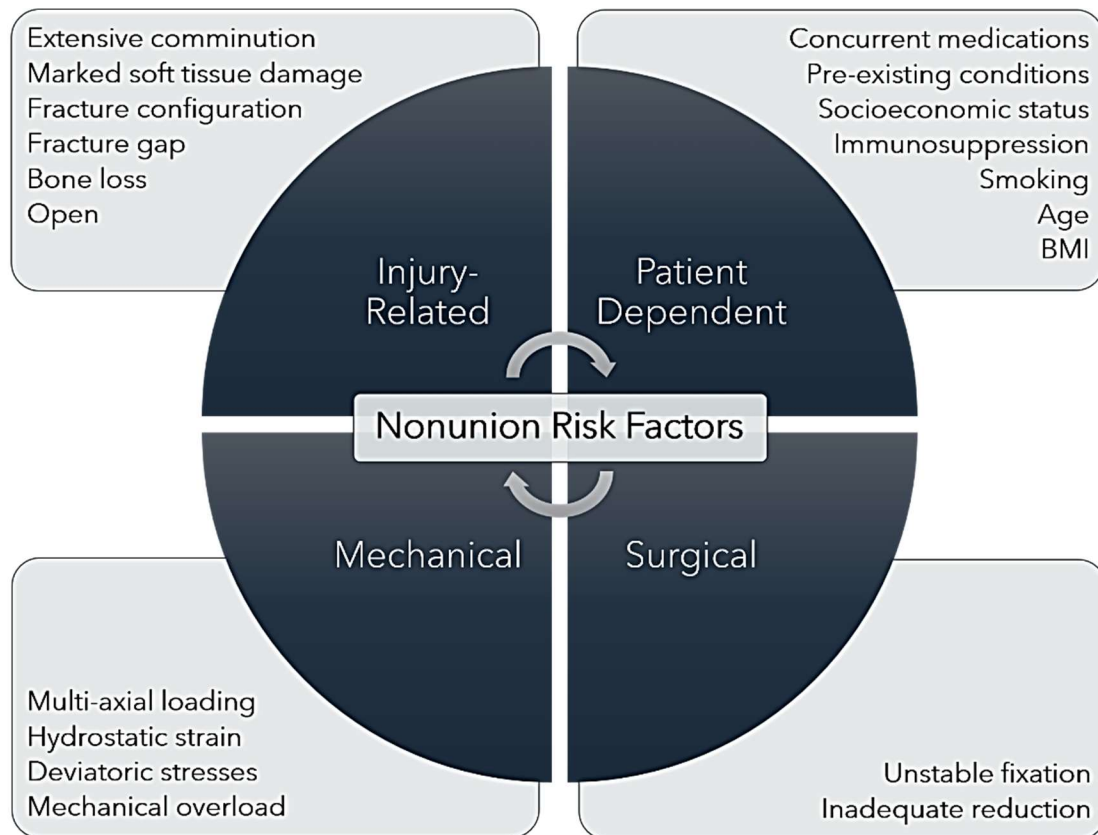 Extensive comminution
Marked soft tissue damage
Fracture configuration
Fracture gap
Bone loss
Open
Concurrent medications
Pre-existing conditions
Socioeconomic status
Immunosuppression
Smoking
Age
BMI
Injury-
Related
Patient
Dependent
Nonunion Risk Factors
Mechanical
Surgical
Multi-axial loading
Hydrostatic strain
Deviatoric stresses
Mechanical overload
Unstable fixation
Inadequate reduction